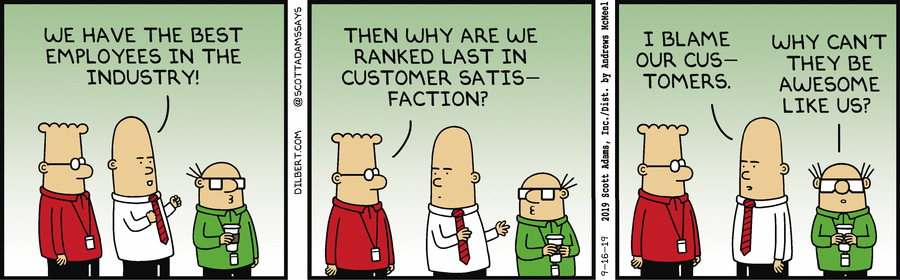 WE HAVE THE BEST
EMPLOYEES IN THE
INDUSTRY!
DILBERT.COM @SCOTTADAMSSAYS
THEN WHY ARE WE
RANKED LAST IN
CUSTOMER SATIS-
FACTION?
9-16-19 2019 Scott Adams, Inc./Dist. by Andrews McMeel
I BLAME
OUR CUS-
TOMERS.
WHY CAN'T
THEY BE
AWESOME
LIKE US?